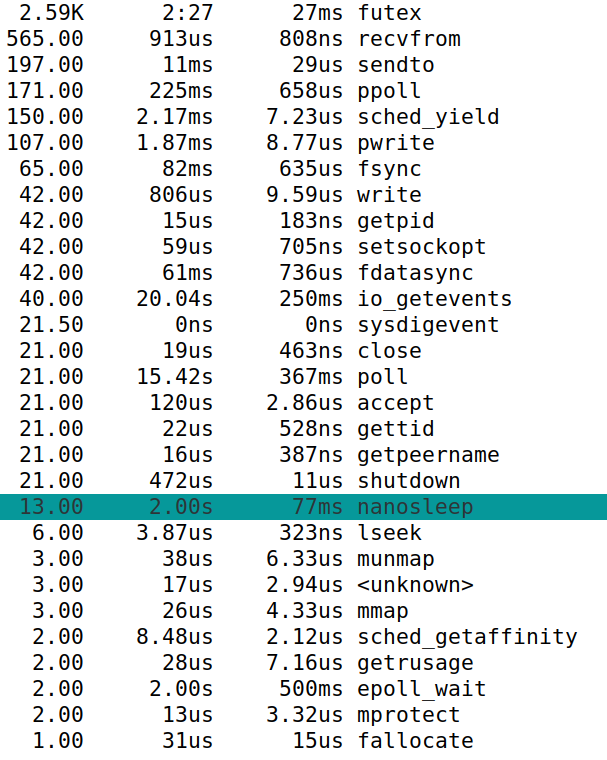 2.59K 2:27 27ms futex
565.00 913us 808ns recvfrom
197.00 11ms 29us sendto
171.00 225ms 658us ppoll
150.00 2.17ms 7.23us sched_yield
107.00 1.87ms 8.77us pwrite
65.00 82ms 635us fsync
42.00 806us 9.59us write
42.00 15us 183ns getpid
42.00 59us 705ns setsockopt
42.00 61ms 736us fdatasync
40.00 20.04s 250ms io_getevents
21.50 0ns 0ns sysdigevent
21.00 19us 463ns close
21.00 15.42s 367ms poll
21.00 120us 2.86us accept
21.00 22us 528ns gettid
21.00 16us 387ns getpeername
21.00 472us 11us shutdown
13.00 2.00s 77ms nanosleep
6.00 3.87us 323ns lseek
3.00 38us 6.33us munmap
3.00 17us 2.94us <unknown>
3.00 26us 4.33us mmap
2.00 8.48us 2.12us sched_getaffinity
2.00 28us 7.16us getrusage
2.00 2.00s 500ms epoll_wait
2.00 13us 3.32us mprotect
1.00 31us 15us fallocate